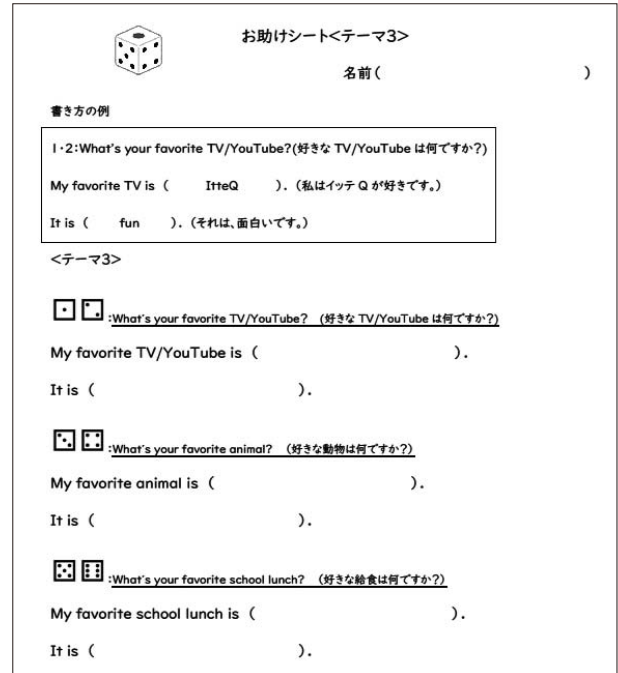 お助けシート<テーマ3>
名前(　　　　　　　　　　)
書き方の例
1・2:What's your favorite TV/YouTube?(好きな TV/YouTube は何ですか?)
My favorite TV is (　　ItteQ　　). (私はイッテ Q が好きです。)
It is (　　fun　　). (それは、面白いです。)
<テーマ3>
⚀ ⚁ :What's your favorite TV/YouTube? (好きな TV/YouTube は何ですか?)
My favorite TV/YouTube is (　　　　　　　　　　).
It is (　　　　　　　　　　).
⚂ ⚃ :What's your favorite animal? (好きな動物は何ですか?)
My favorite animal is (　　　　　　　　　　).
It is (　　　　　　　　　　).
⚄ ⚅ :What's your favorite school lunch? (好きな給食は何ですか?)
My favorite school lunch is (　　　　　　　　　　).
It is (　　　　　　　　　　).